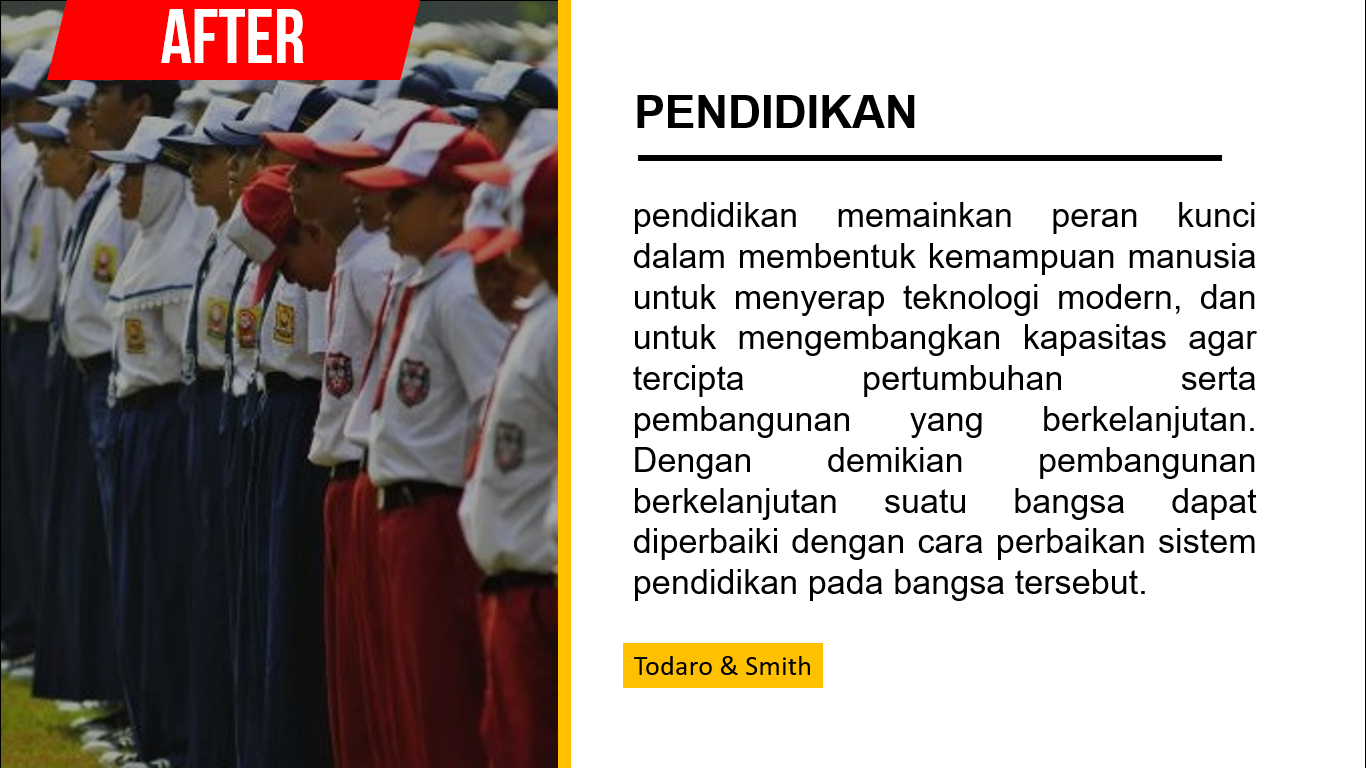 AFTER
PENDIDIKAN
pendidikan memainkan peran kunci
dalam membentuk kemampuan manusia
untuk menyerap teknologi modern, dan
untuk mengembangkan kapasitas agar
tercipta pertumbuhan serta
pembangunan yang berkelanjutan.
Dengan demikian pembangunan
berkelanjutan suatu bangsa dapat
diperbaiki dengan cara perbaikan sistem
pendidikan pada bangsa tersebut.
Todaro & Smith